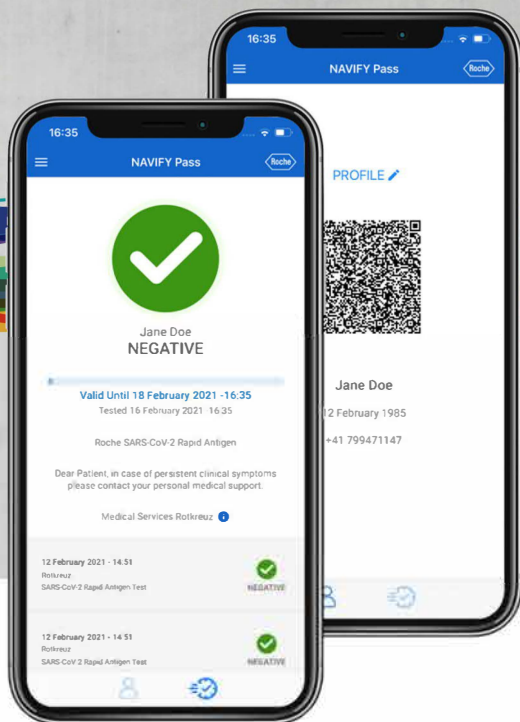 16:35
NAVIFY Pass
Roche
Jane Doe
NEGATIVE
Valid Until 18 February 2021 -16:35
Tested 16 February 2021 16:35
Roche SARS-CoV-2 Rapid Antigen
Dear Patient, in case of persistent clinical symptoms
please contact your personal medical support.
Medical Services Rotkreuz
12 February 2021 - 14:51
Rotkreuz
SARS-CoV-2 Rapid Antigen Test
NEGATIVE
12 February 2021 - 14 51
Rotkreuz
SARS CoV 2 Rapid Antigen Test
NEGATIVE
16:35
NAVIFY Pass
Roche
PROFILE
Jane Doe
12 February 1985
+41 799471147